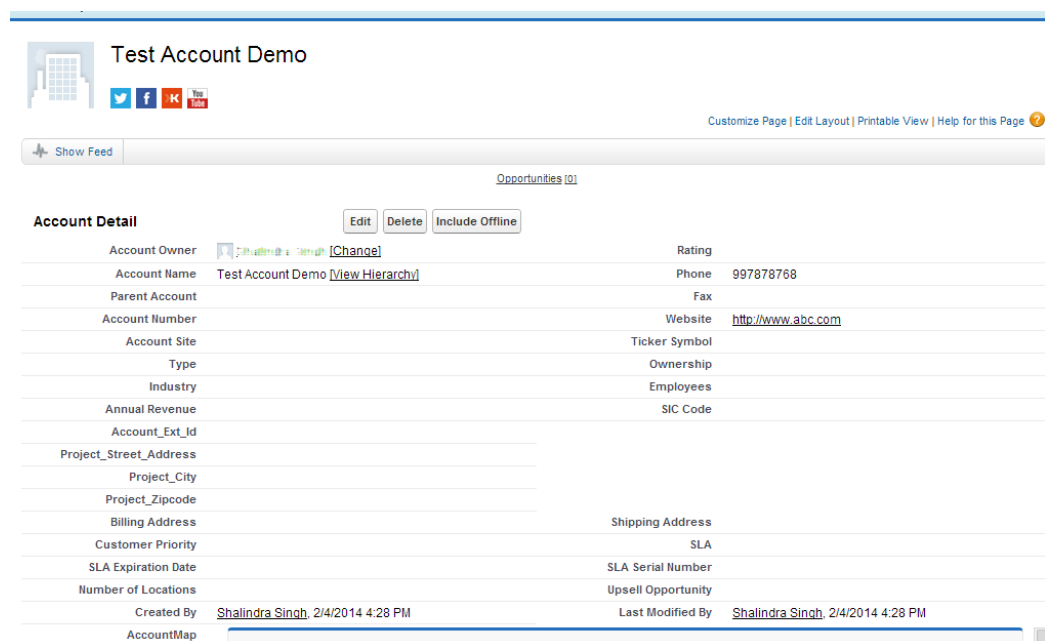 Test Account Demo
You Tube
Customize Page | Edit Layout | Printable View | Help for this Page ?
Show Feed
Opportunities [0]
Account Detail Edit Delete Include Offline
Account Owner [Change] Rating
Account Name Test Account Demo [View Hierarchy] Phone 997878768
Parent Account Fax
Account Number Website http://www.abc.com
Account Site Ticker Symbol
Type Ownership
Industry Employees
Annual Revenue SIC Code
Account_Ext_Id
Project_Street_Address
Project_City
Project_Zipcode
Billing Address Shipping Address
Customer Priority SLA
SLA Expiration Date SLA Serial Number
Number of Locations Upsell Opportunity
Created By Shalindra Singh, 2/4/2014 4:28 PM Last Modified By Shalindra Singh, 2/4/2014 4:28 PM
AccountMap